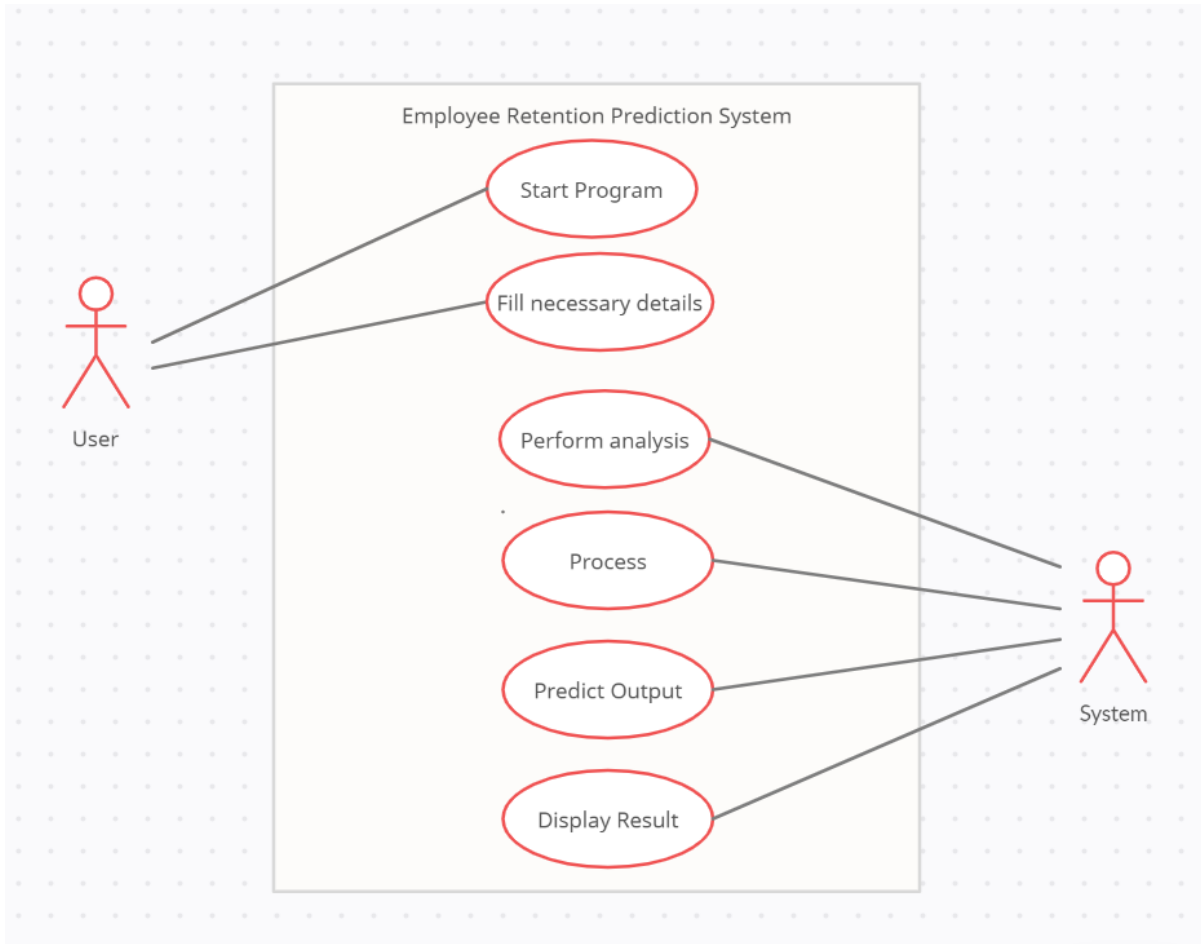 Employee Retention Prediction System
Start Program
Fill necessary details
User
Perform analysis
Process
Predict Output
System
Display Result